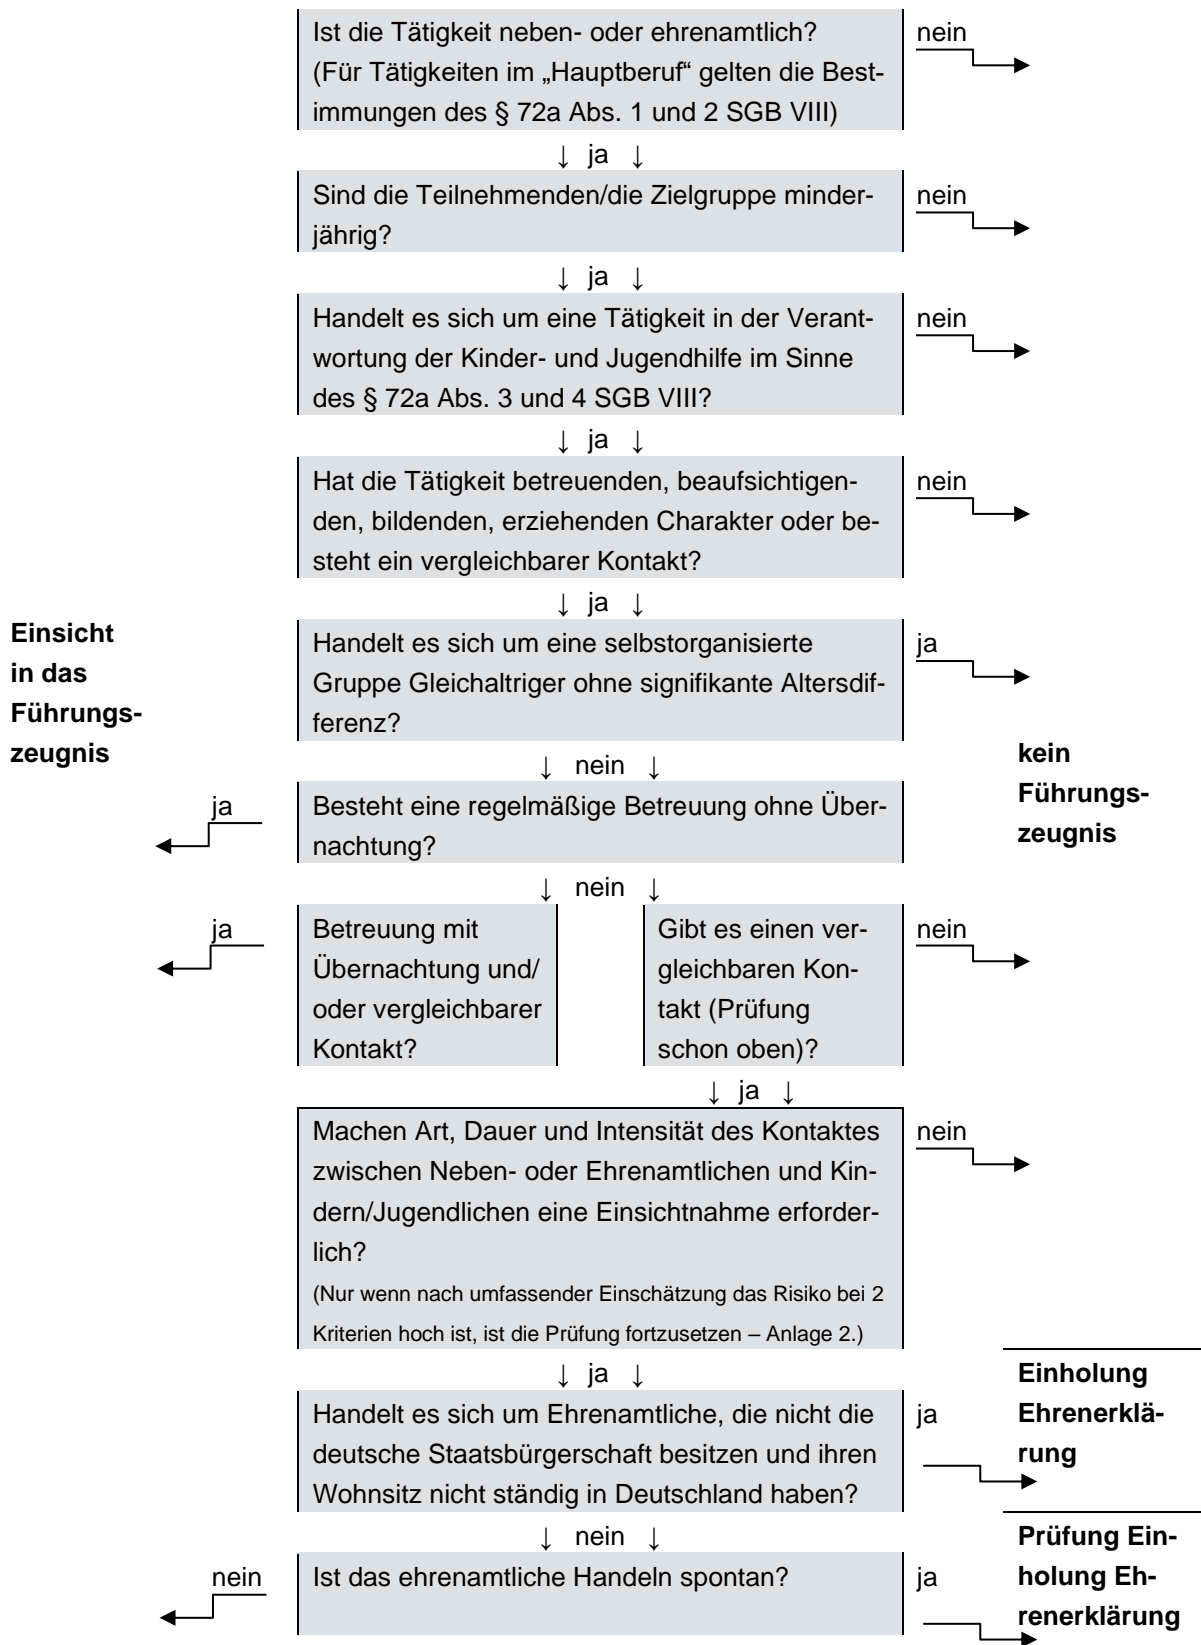 Ist die Tätigkeit neben- oder ehrenamtlich?
(Für Tätigkeiten im „Hauptberuf“ gelten die Best-
immungen des § 72a Abs. 1 und 2 SGB VIII)
nein
↓ ja ↓
Sind die Teilnehmenden/die Zielgruppe minder-
jährig?
nein
↓ ja ↓
Handelt es sich um eine Tätigkeit in der Verant-
wortung der Kinder- und Jugendhilfe im Sinne
des § 72a Abs. 3 und 4 SGB VIII?
nein
↓ ja ↓
Hat die Tätigkeit betreuenden, beaufsichtigen-
den, bildenden, erziehenden Charakter oder be-
steht ein vergleichbarer Kontakt?
nein
↓ ja ↓
Einsicht
in das
Führungs-
zeugnis
Handelt es sich um eine selbstorganisierte
Gruppe Gleichaltriger ohne signifikante Altersdif-
ferenz?
ja
↓ nein ↓
kein
Führungs-
zeugnis
ja
Besteht eine regelmäßige Betreuung ohne Über-
nachtung?
↓ nein ↓
ja
Betreuung mit
Übernachtung und/
oder vergleichbarer
Kontakt?
Gibt es einen ver-
gleichbaren Kon-
takt (Prüfung
schon oben)?
nein
↓ ja ↓
Machen Art, Dauer und Intensität des Kontaktes
zwischen Neben- oder Ehrenamtlichen und Kin-
dern/Jugendlichen eine Einsichtnahme erforder-
lich?
(Nur wenn nach umfassender Einschätzung das Risiko bei 2
Kriterien hoch ist, ist die Prüfung fortzusetzen – Anlage 2.)
nein
↓ ja ↓
Handelt es sich um Ehrenamtliche, die nicht die
deutsche Staatsbürgerschaft besitzen und ihren
Wohnsitz nicht ständig in Deutschland haben?
ja
Einholung
Ehrenerklä-
rung
↓ nein ↓
nein
Ist das ehrenamtliche Handeln spontan?
ja
Prüfung Ein-
holung Eh-
renerklärung